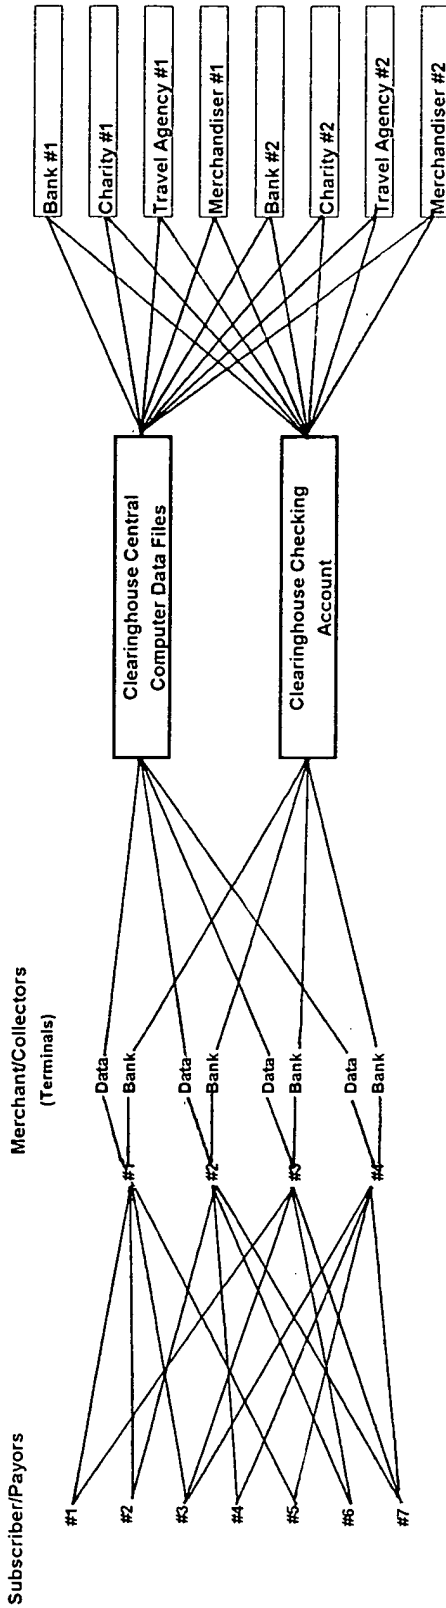 Subscriber/Payors
#1
#2
#3
#4
#5
#6
#7
Merchant/Collectors
(Terminals)
Data
#1
Bank
Data
#2
Bank
Data
#3
Bank
Data
#4
Bank
Clearinghouse Central
Computer Data Files
Clearinghouse Checking
Account
Bank #1
Charity #1
Travel Agency #1
Merchandiser #1
Bank #2
Charity #2
Travel Agency #2
Merchandiser #2